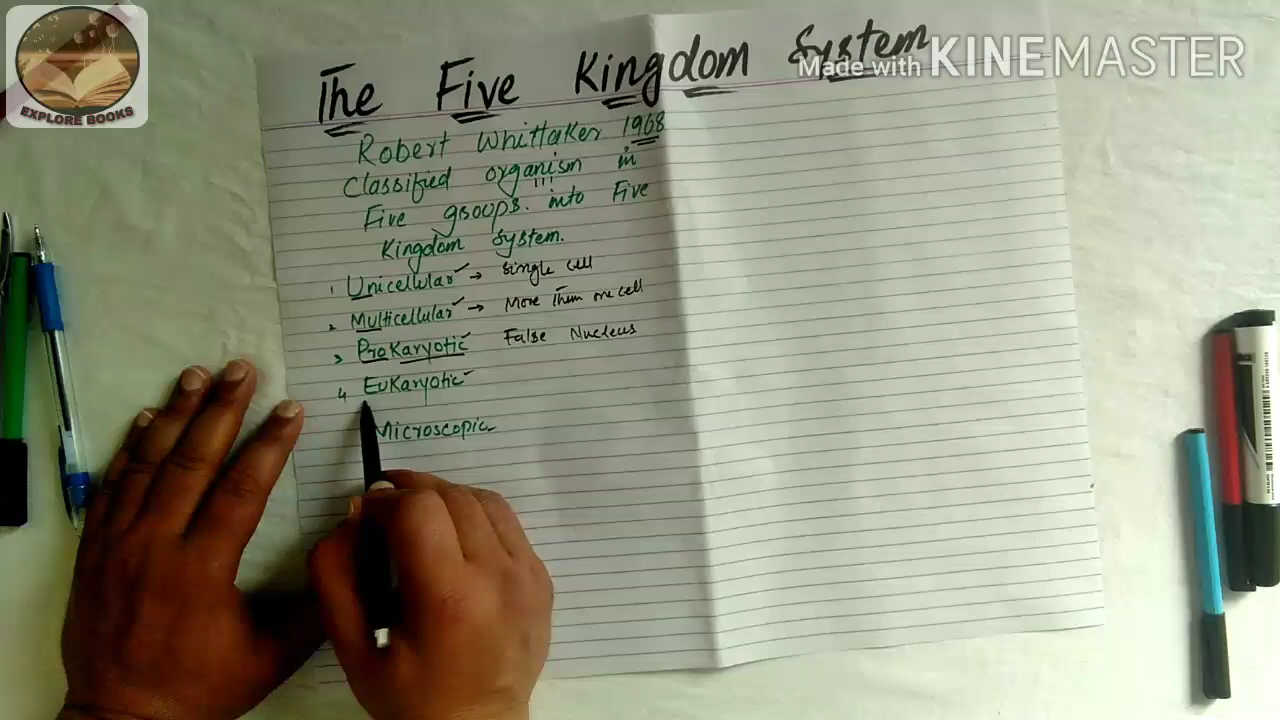 EXPLORE BOOKS
The Five Kingdom System
Made with KINEMASTER
Robert Whittaker 1968
Classified organism in
Five groups. into Five
Kingdom System.
1 Unicellular ✓ → Single cell
2 Multicellular ✓ → More Them one cell
3 Prokaryotic ✓ False Nucleus
4 Eukaryotic ✓
Microscopic